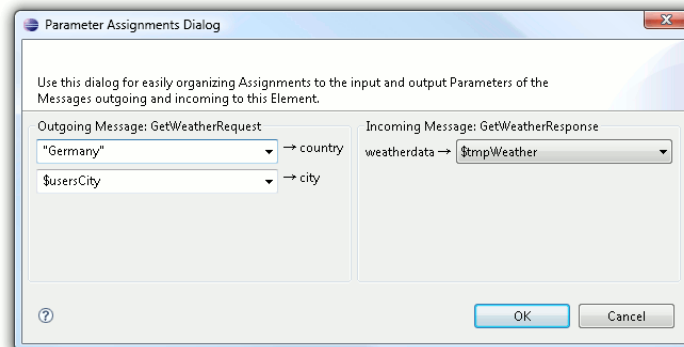 Parameter Assignments Dialog
Use this dialog for easily organizing Assignments to the input and output Parameters of the
Messages outgoing and incoming to this Element.
Outgoing Message: GetWeatherRequest
"Germany" → country
$usersCity → city
Incoming Message: GetWeatherResponse
weatherdata → $tmpWeather
OK
Cancel